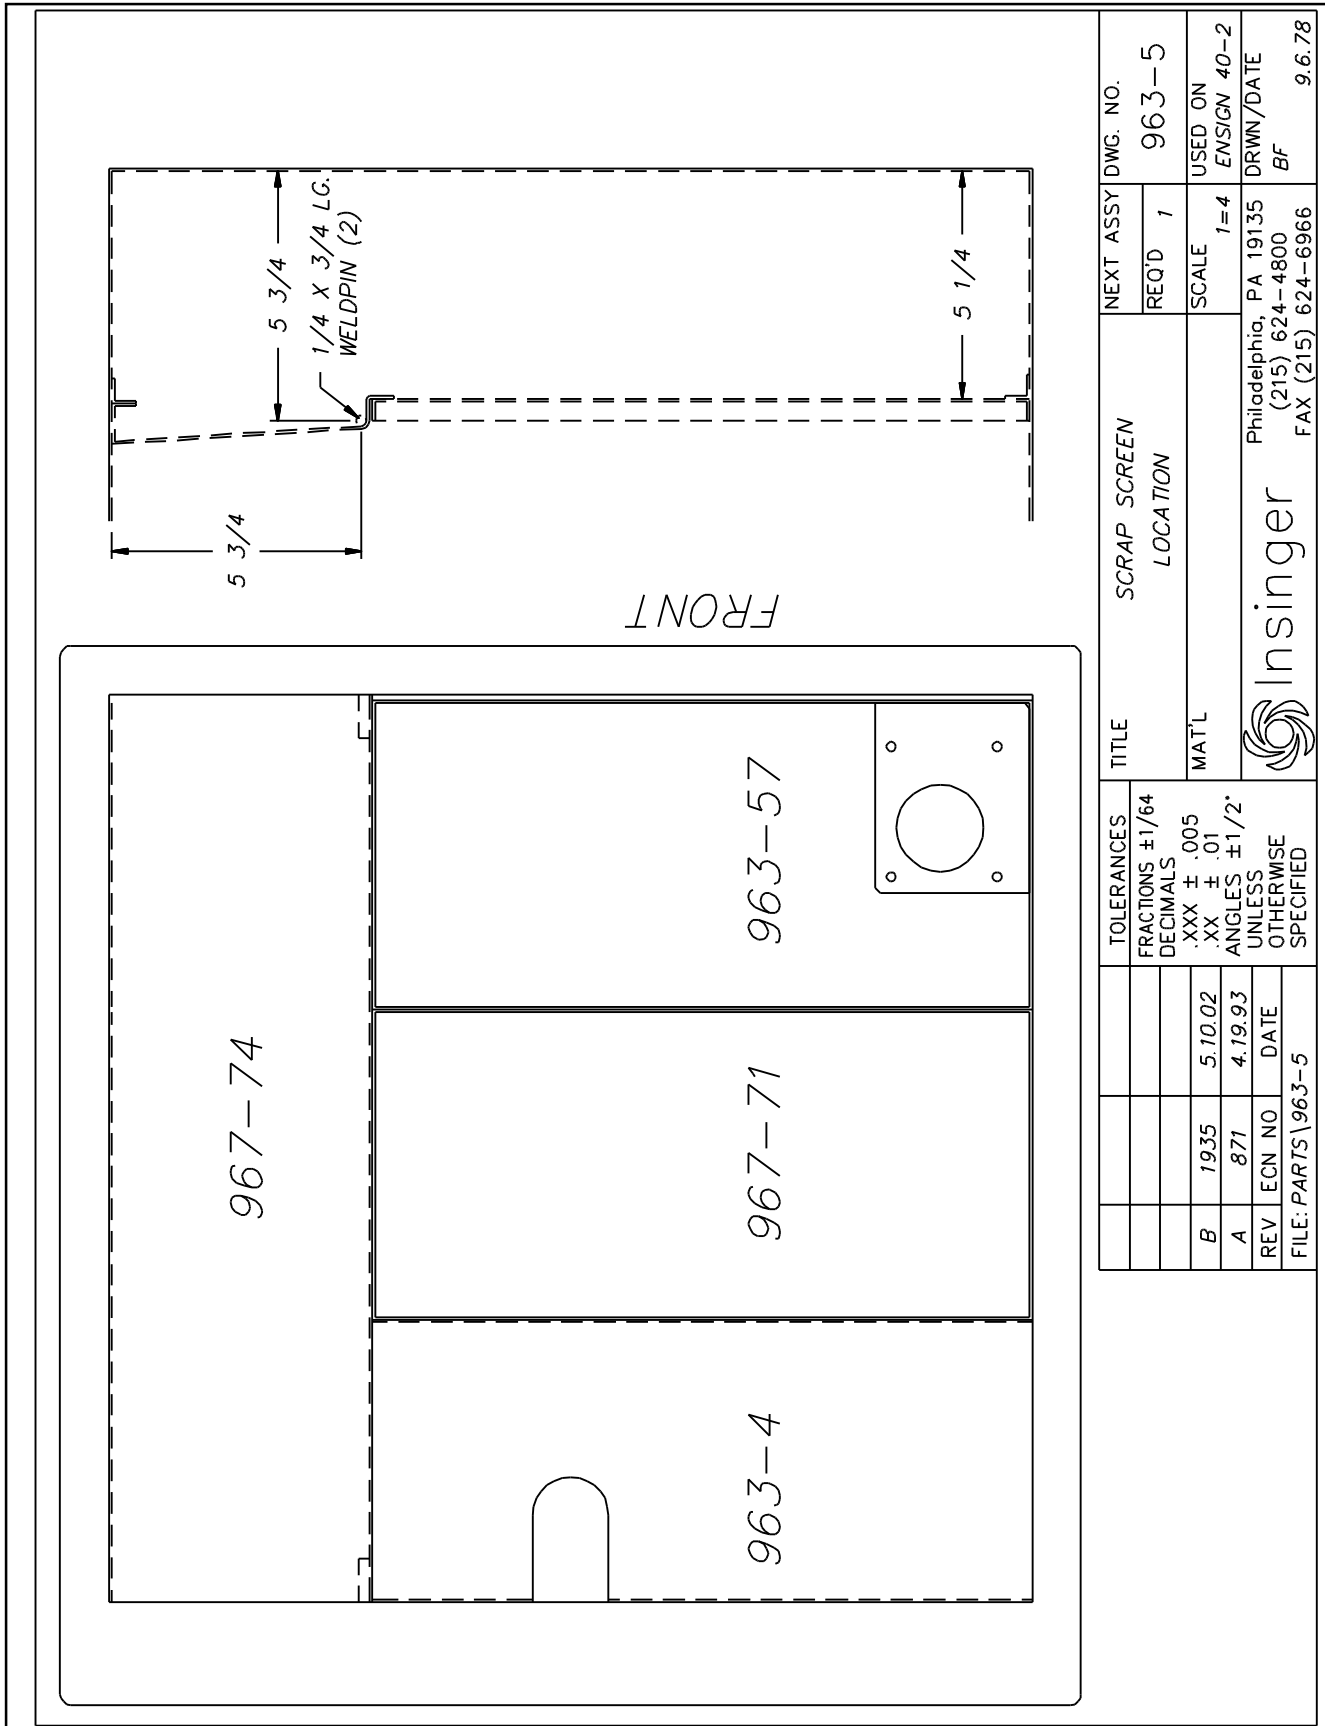 5 3/4
5 3/4
1/4 X 3/4 LG.
WELDPIN (2)
5 1/4
FRONT
967-74
963-4
967-71
963-57
REV
ECN NO
DATE
B
1935
5.10.02
A
871
4.19.93
FILE: PARTS\963-5
TOLERANCES
FRACTIONS ±1/64
DECIMALS
.XXX ± .005
.XX ± .01
ANGLES ±1/2°
UNLESS
OTHERWISE
SPECIFIED
TITLE
SCRAP SCREEN
LOCATION
MAT'L
Insinger
Philadelphia, PA 19135
(215) 624-4800
FAX (215) 624-6966
NEXT ASSY
REQ'D 1
SCALE
1=4
DWG. NO.
963-5
USED ON
ENSIGN 40-2
DRWN/DATE
BF 9.6.78